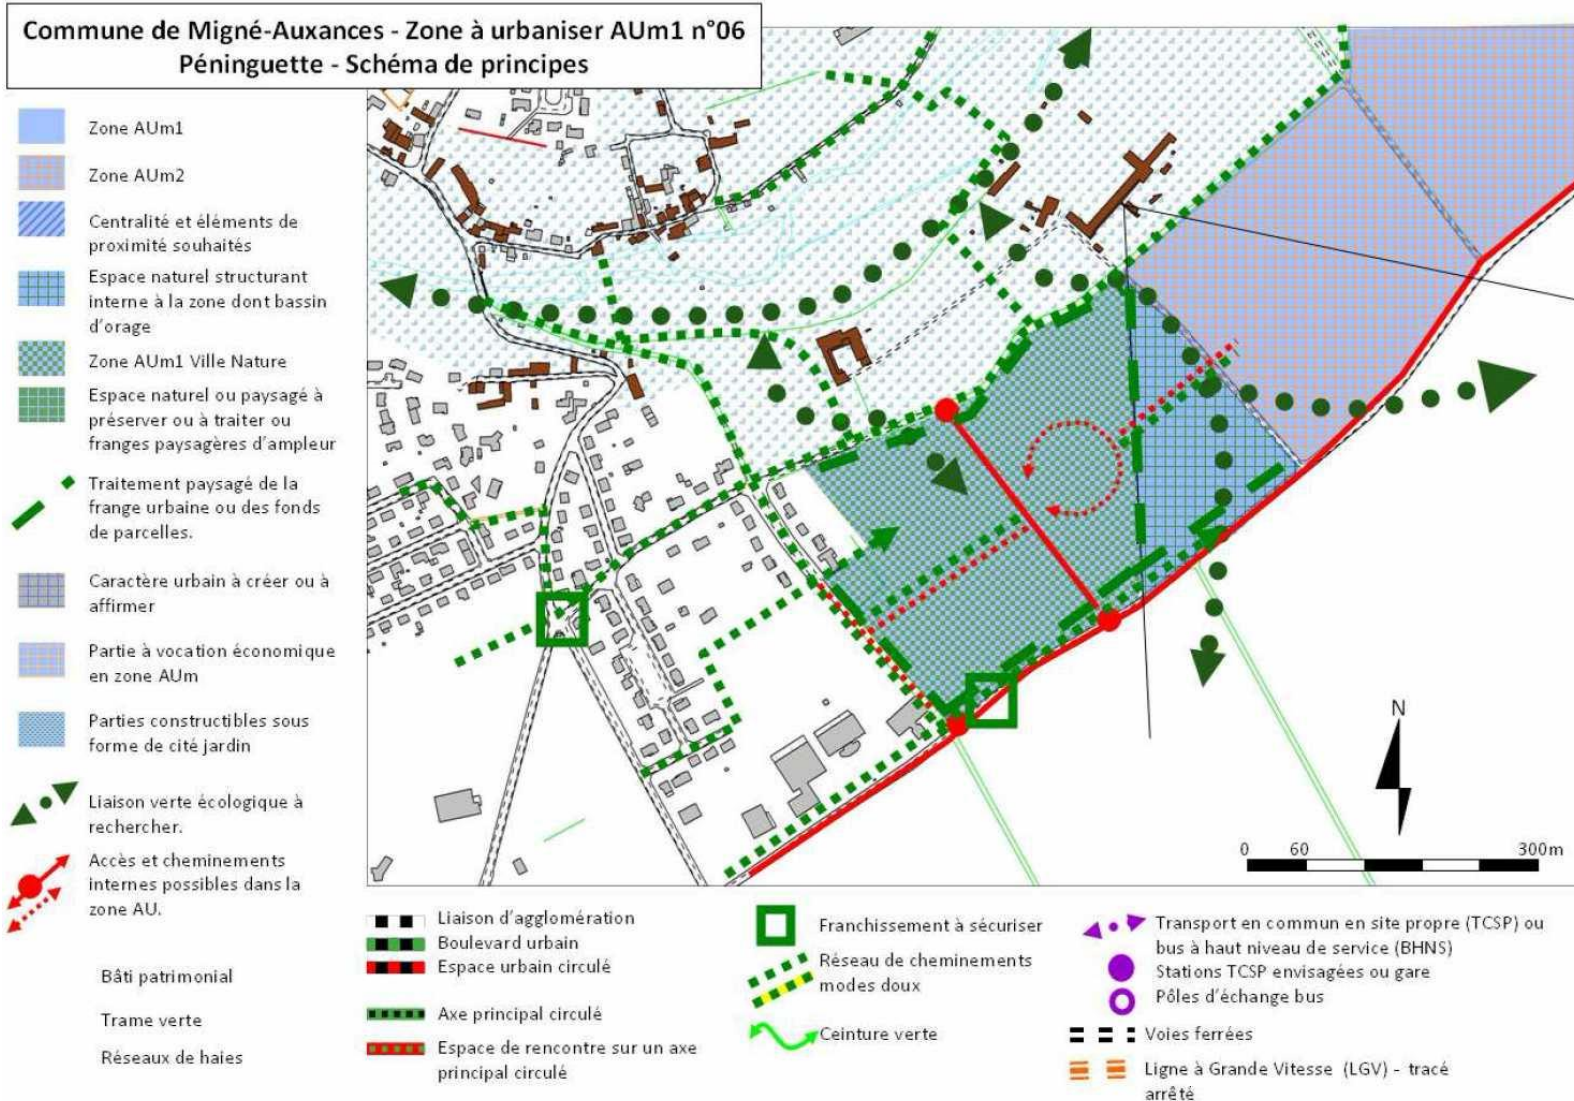 Commune de Migné-Auxances - Zone à urbaniser AUm1 n°06
Péninguette - Schéma de principes
Zone AUm1
Zone AUm2
Centralité et éléments de
proximité souhaités
Espace naturel structurant
interne à la zone dont bassin
d'orage
Zone AUm1 Ville Nature
Espace naturel ou paysagé à
préserver ou à traiter ou
franges paysagères d'ampleur
Traitement paysagé de la
frange urbaine ou des fonds
de parcelles.
Caractère urbain à créer ou à
affirmer
Partie à vocation économique
en zone AUm
Parties constructibles sous
forme de cité jardin
Liaison verte écologique à
rechercher.
Accès et cheminements
internes possibles dans la
zone AU.
Bâti patrimonial
Trame verte
Réseaux de haies
N
0 60 300m
Liaison d'agglomération
Boulevard urbain
Espace urbain circulé
Axe principal circulé
Espace de rencontre sur un axe
principal circulé
Franchissement à sécuriser
Réseau de cheminements
modes doux
Ceinture verte
Transport en commun en site propre (TCSP) ou
bus à haut niveau de service (BHNS)
Stations TCSP envisagées ou gare
Pôles d'échange bus
Voies ferrées
Ligne à Grande Vitesse (LGV) - tracé
arrêté